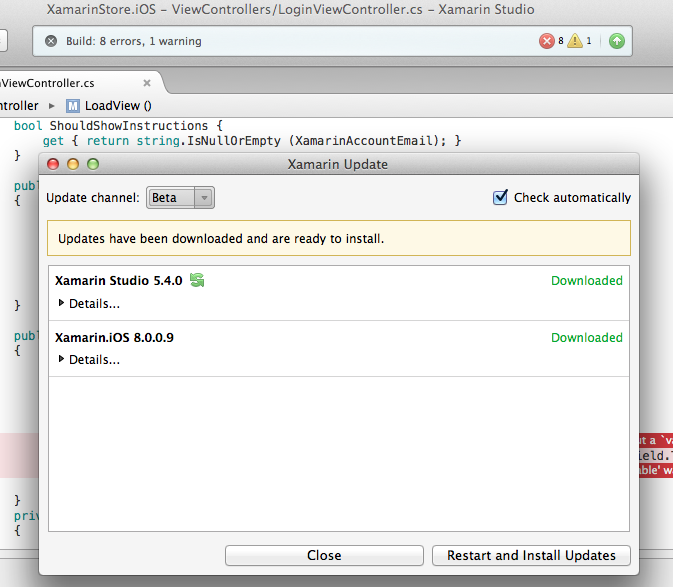 XamarinStore.iOS – ViewControllers/LoginViewController.cs – Xamarin Studio
Build: 8 errors, 1 warning
8
1
ViewController.cs
ntroller
M LoadView ()
bool ShouldShowInstructions {
get { return string.IsNullOrEmpty (XamarinAccountEmail); }
}
publ
{
}
publ
{
}
priv
{
Xamarin Update
Update channel: Beta
Check automatically
Updates have been downloaded and are ready to install.
Xamarin Studio 5.4.0
Downloaded
Details...
Xamarin.iOS 8.0.0.9
Downloaded
Details...
ut a `va
ield.
ble' wa
Close
Restart and Install Updates